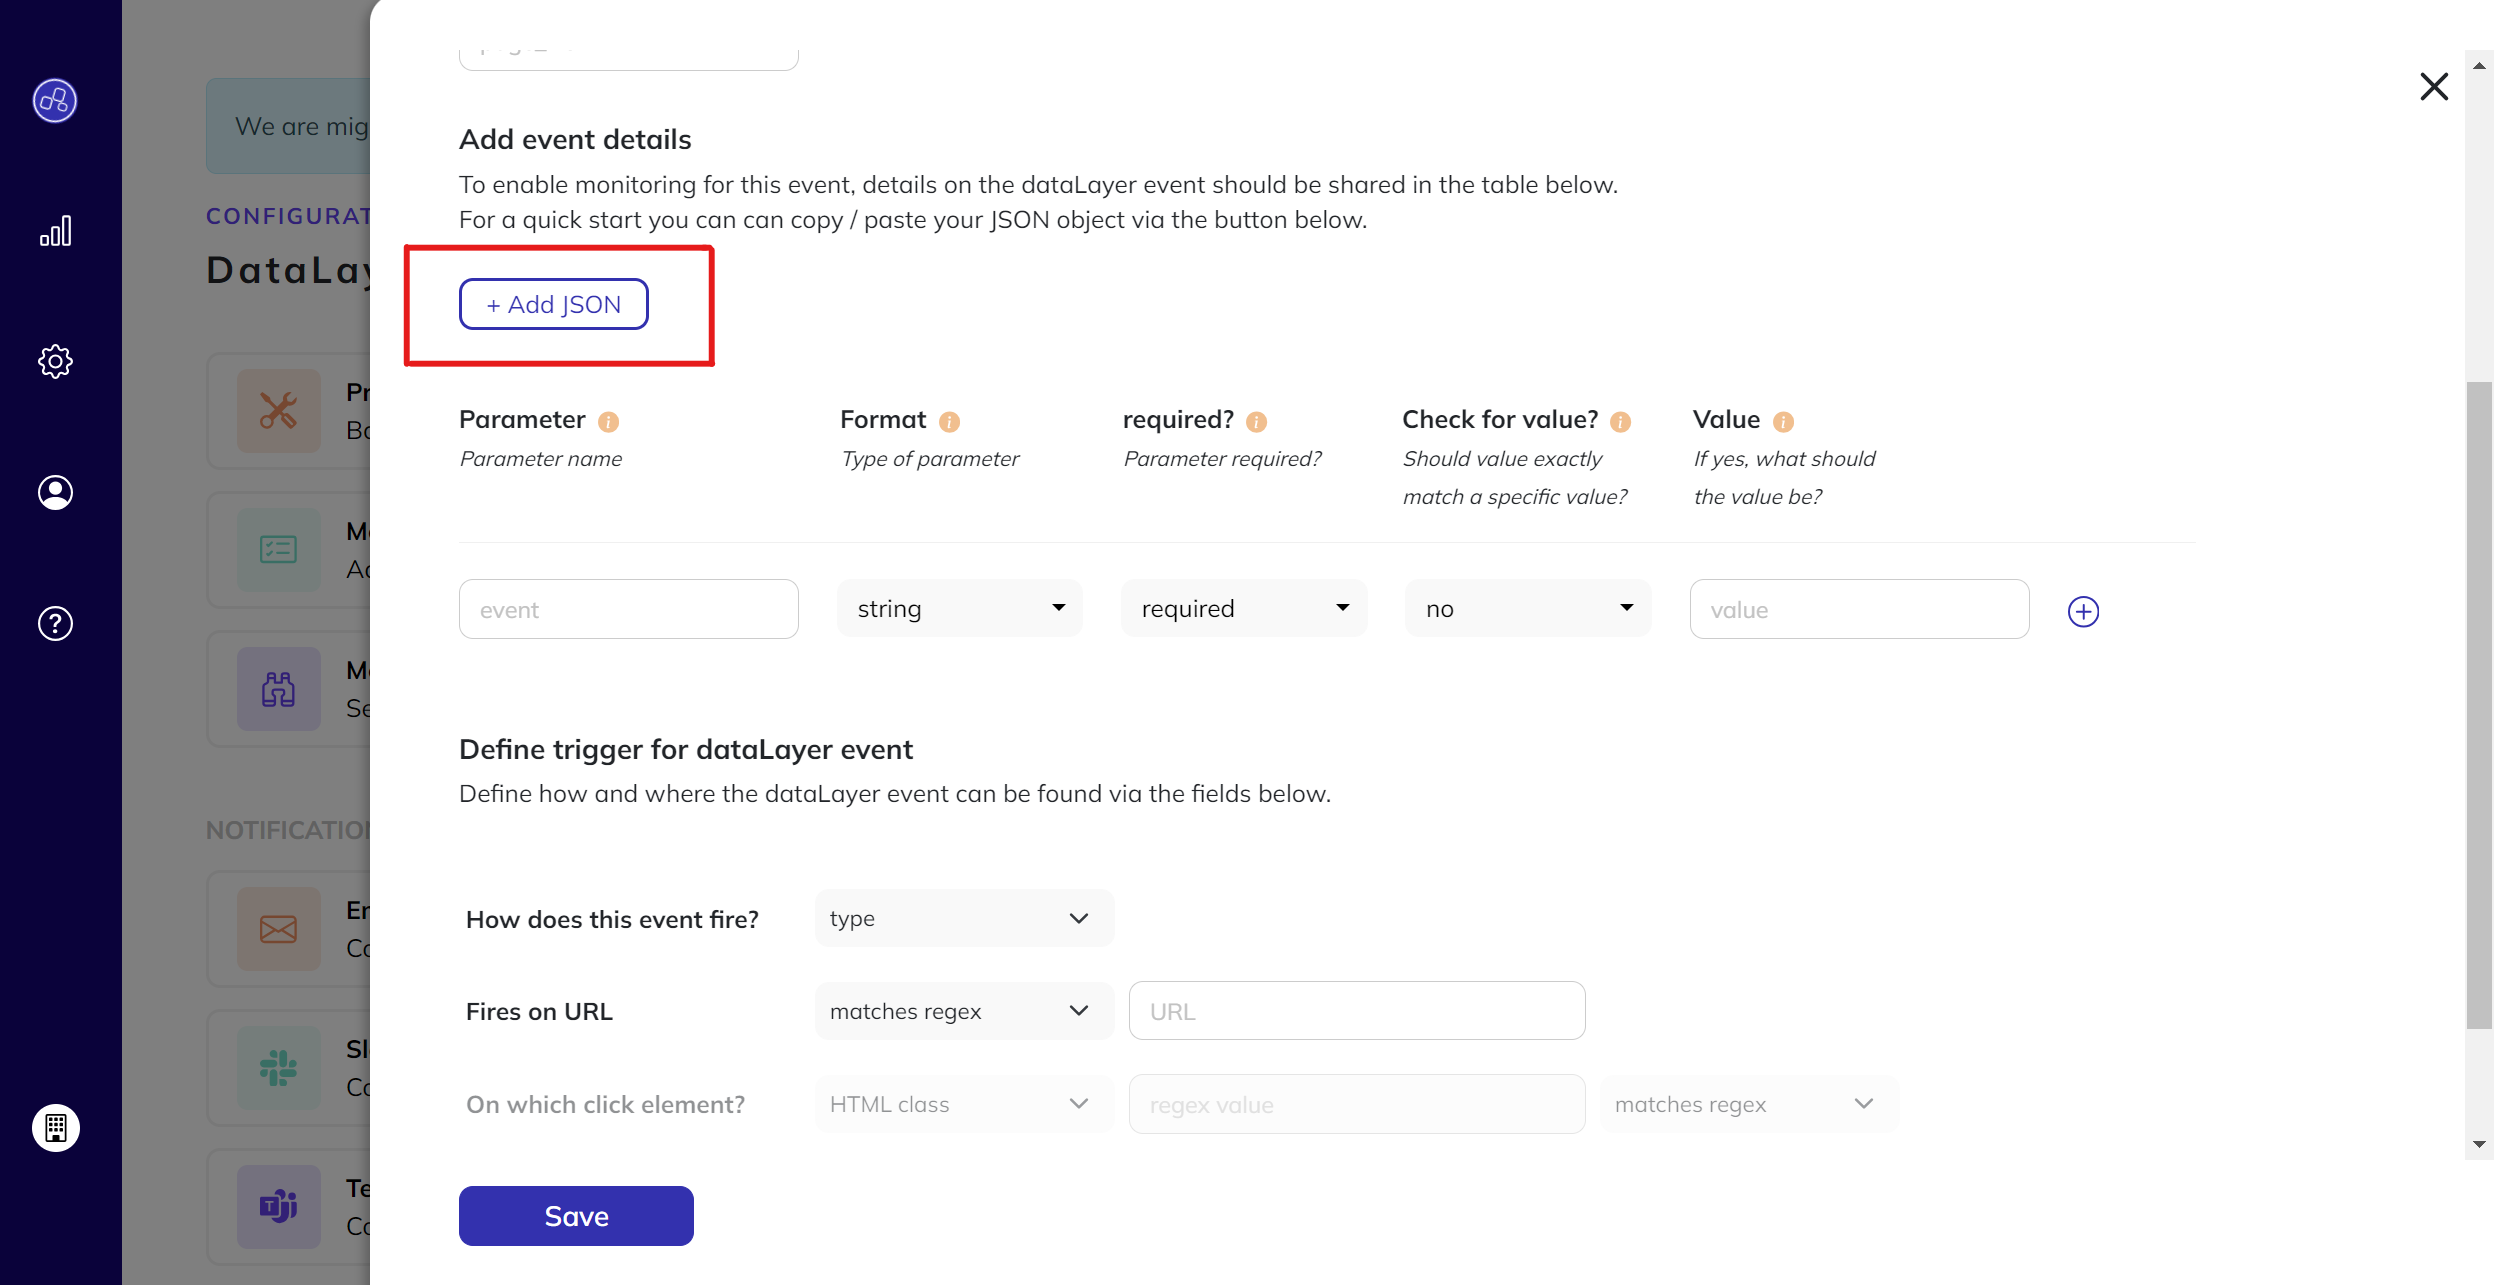 We are mig
CONFIGURAT
DataLay
Pr
Bo
Mo
Ac
Mo
Se
NOTIFICATION
En
Co
Sl
Co
Te
Co
Add event details
To enable monitoring for this event, details on the dataLayer event should be shared in the table below.
For a quick start you can can copy / paste your JSON object via the button below.
+ Add JSON
Parameter i Format i required? i Check for value? i Value i
Parameter name Type of parameter Parameter required? Should value exactly If yes, what should
match a specific value? the value be?
event string required no value
Define trigger for dataLayer event
Define how and where the dataLayer event can be found via the fields below.
How does this event fire? type
Fires on URL matches regex URL
On which click element? HTML class regex value matches regex
Save